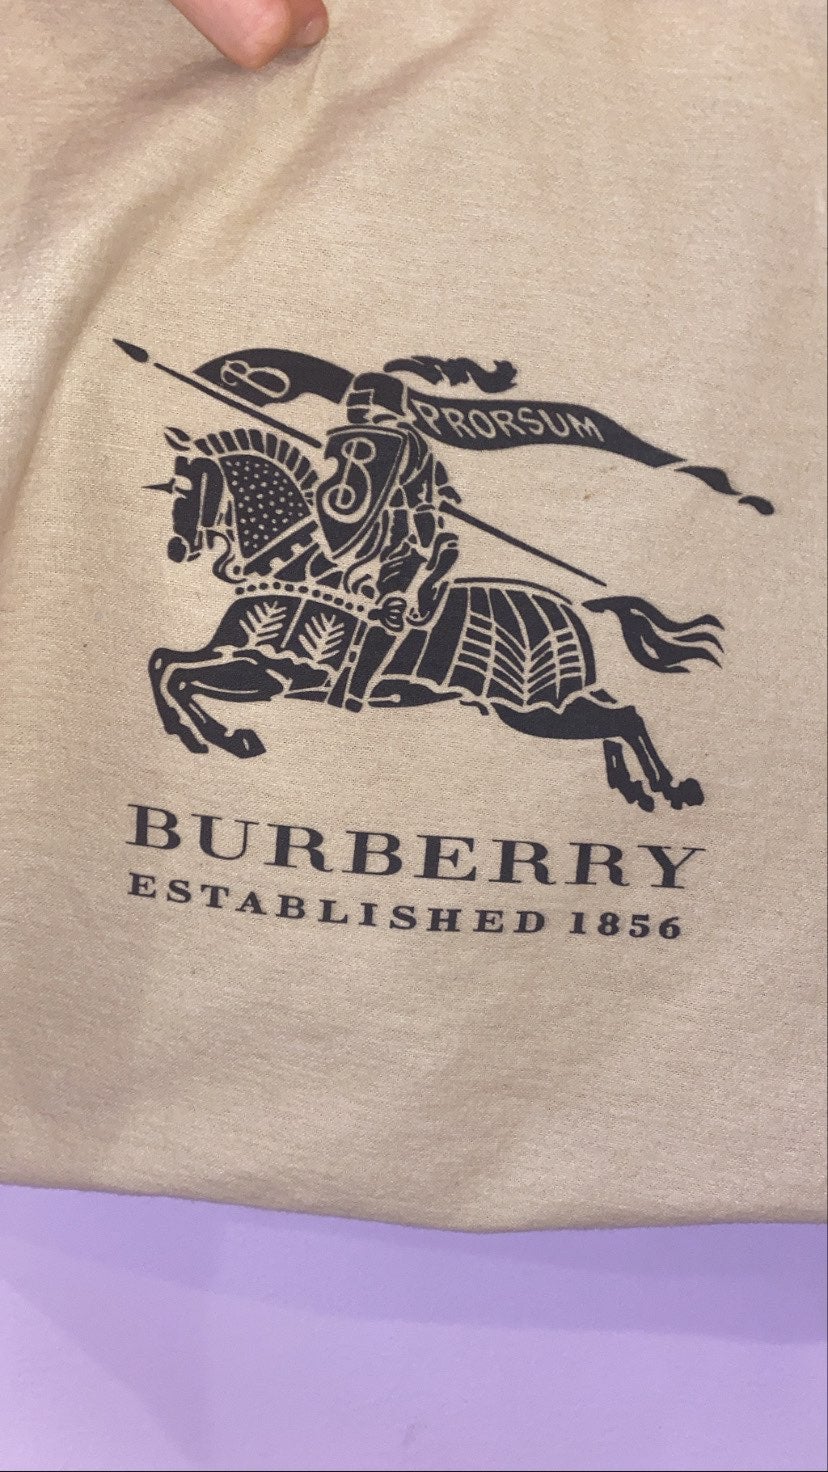 B
PRORSUM
B
BURBERRY
ESTABLISHED 1856